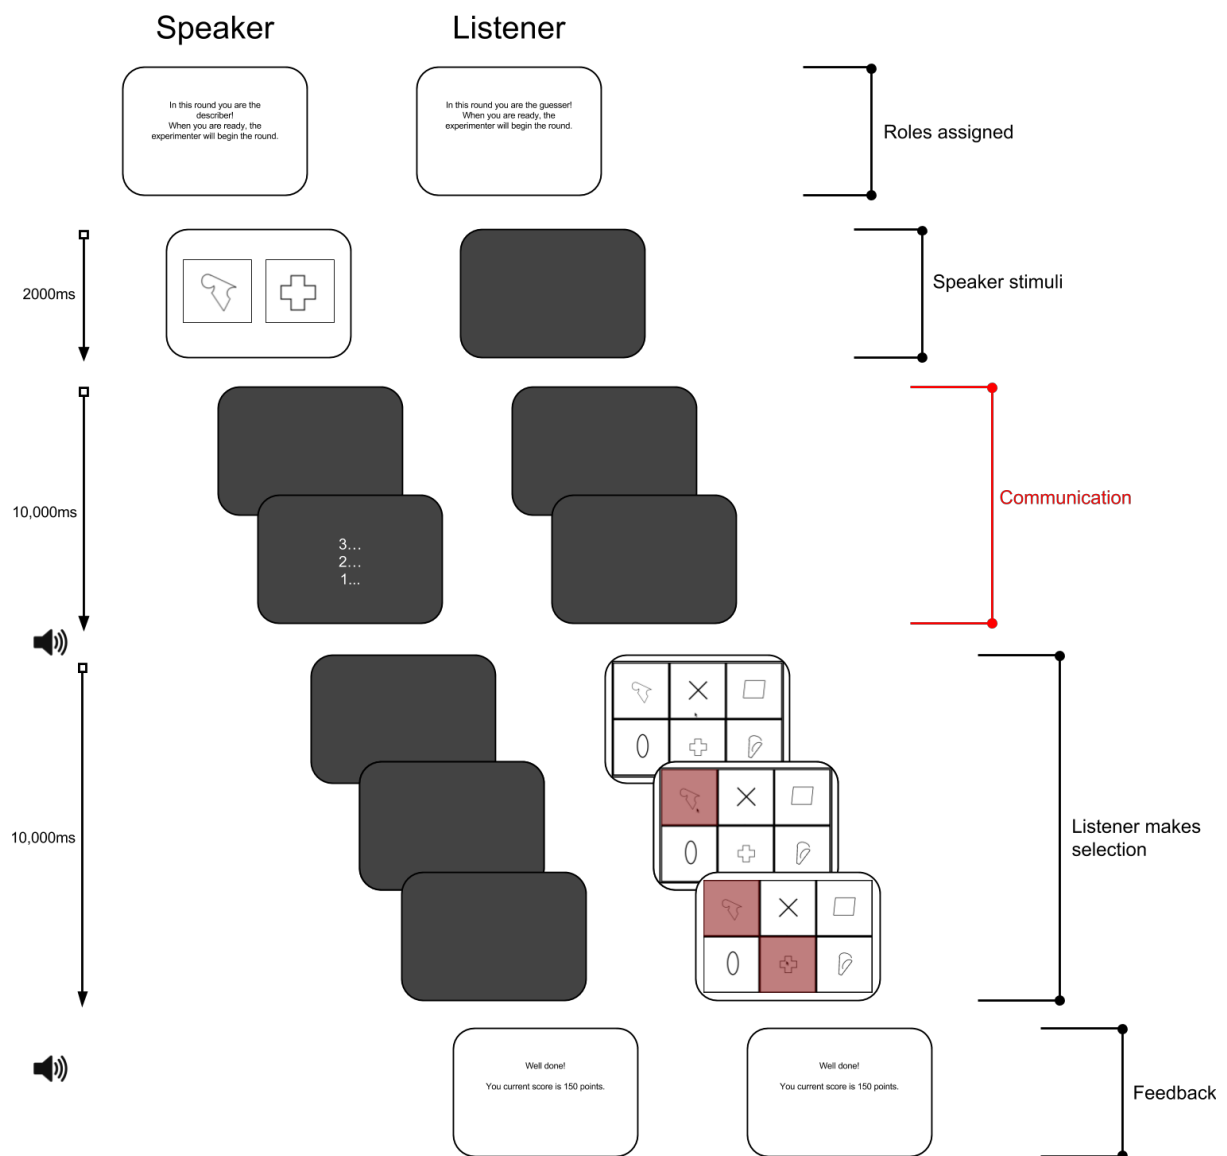 Speaker
Listener
In this round you are the
describer!
When you are ready, the
experimenter will begin the round.
In this round you are the guesser!
When you are ready, the
experimenter will begin the round.
Roles assigned
2000ms
Speaker stimuli
10,000ms
3...
2...
1...
Communication
10,000ms
Listener makes
selection
Well done!
You current score is 150 points.
Well done!
You current score is 150 points.
Feedback